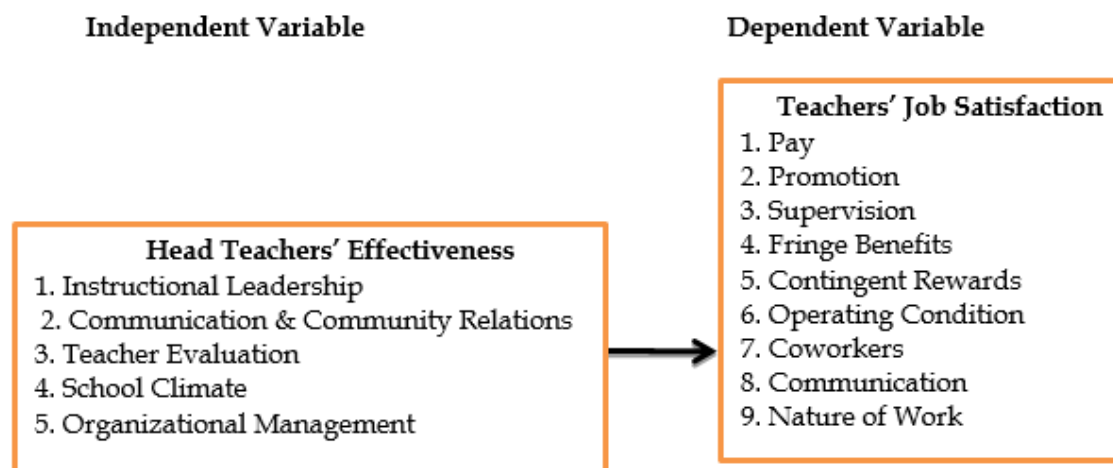 Independent Variable
Dependent Variable
Teachers’ Job Satisfaction
1. Pay
2. Promotion
3. Supervision
4. Fringe Benefits
5. Contingent Rewards
6. Operating Condition
7. Coworkers
8. Communication
9. Nature of Work
Head Teachers’ Effectiveness
1. Instructional Leadership
2. Communication & Community Relations
3. Teacher Evaluation
4. School Climate
5. Organizational Management